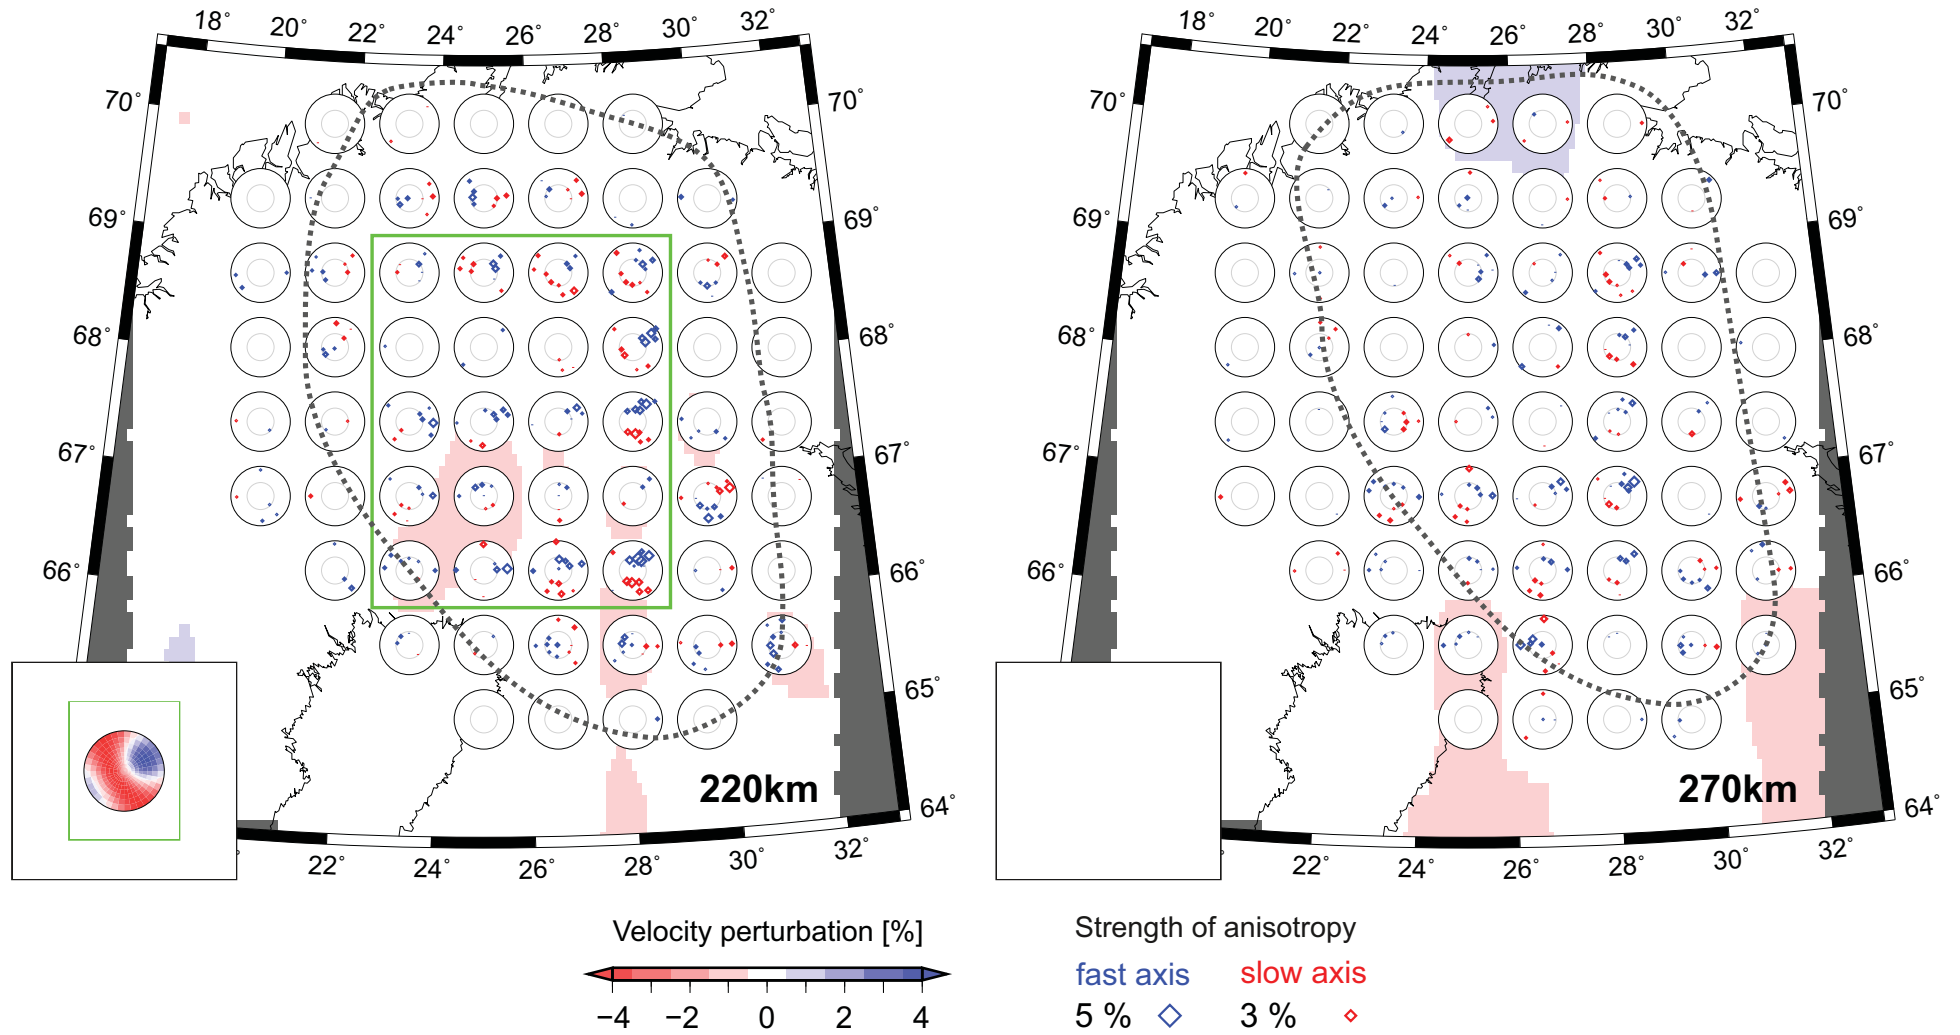 18° 20° 22° 24° 26° 28° 30° 32°
70° 70°
69° 69°
68° 68°
67° 67°
66° 66°
65°
64°
220km
22° 24° 26° 28° 30° 32°
18° 20° 22° 24° 26° 28° 30° 32°
70° 70°
69° 69°
68° 68°
67° 67°
66° 66°
65°
64°
270km
22° 24° 26° 28° 30° 32°
Velocity perturbation [%]
−4 −2 0 2 4
Strength of anisotropy
fast axis slow axis
5 % 3 %